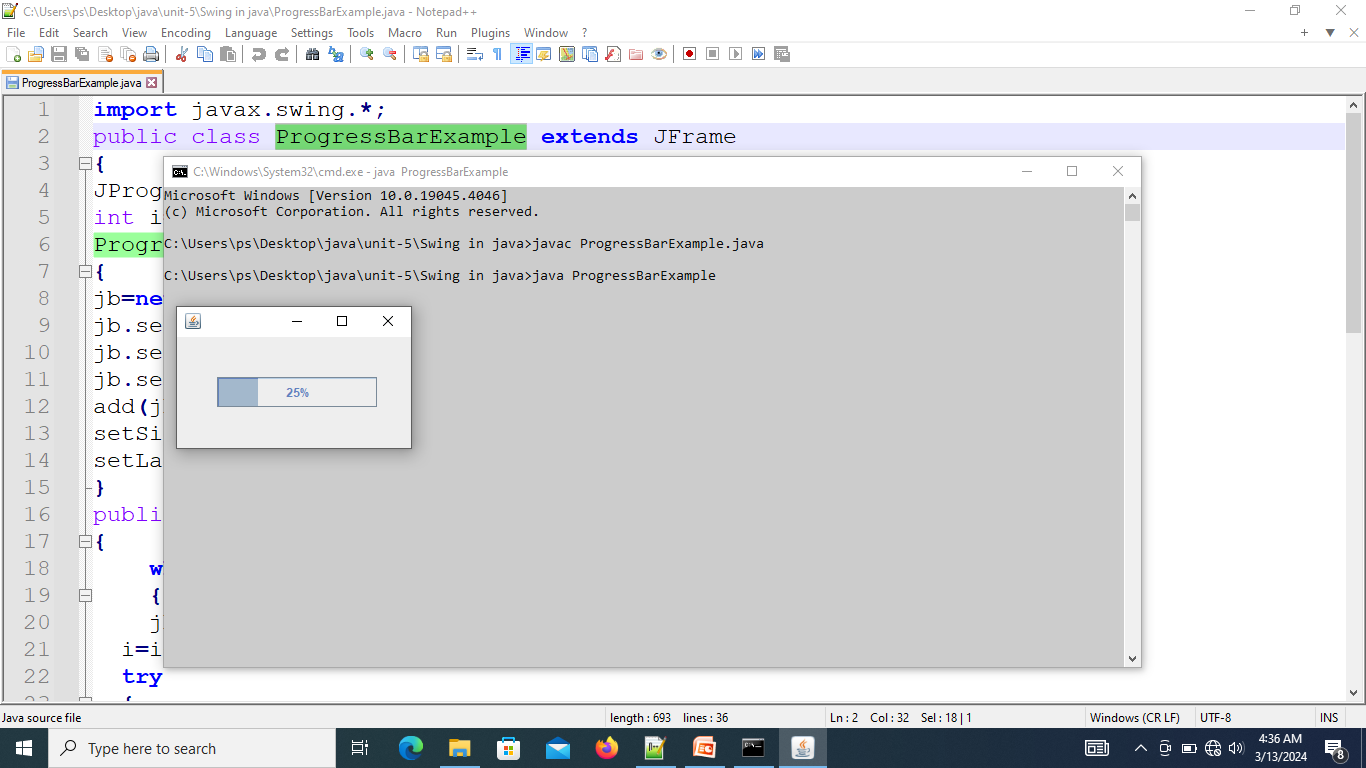 C:\Users\ps\Desktop\java\unit-5\Swing in java\ProgressBarExample.java - Notepad++
File Edit Search View Encoding Language Settings Tools Macro Run Plugins Window ?
ProgressBarExample.java
1 import javax.swing.*;
2 public class ProgressBarExample extends JFrame
3 {
4 JProg
5 int i
6 Progr
7 {
8 jb=ne
9 jb.se
10 jb.se
11 jb.se
12 add(j
13 setSi
14 setLa
15 }
16 publi
17 {
18 w
19 {
20 j
21 i=i
22 try
23 {
C:\Windows\System32\cmd.exe - java  ProgressBarExample
Microsoft Windows [Version 10.0.19045.4046]
(c) Microsoft Corporation. All rights reserved.
C:\Users\ps\Desktop\java\unit-5\Swing in java>javac ProgressBarExample.java
C:\Users\ps\Desktop\java\unit-5\Swing in java>java ProgressBarExample
25%
Java source file length : 693 lines : 36 Ln : 2 Col : 32 Sel : 18 | 1 Windows (CR LF) UTF-8 INS
Type here to search
4:36 AM
3/13/2024
8